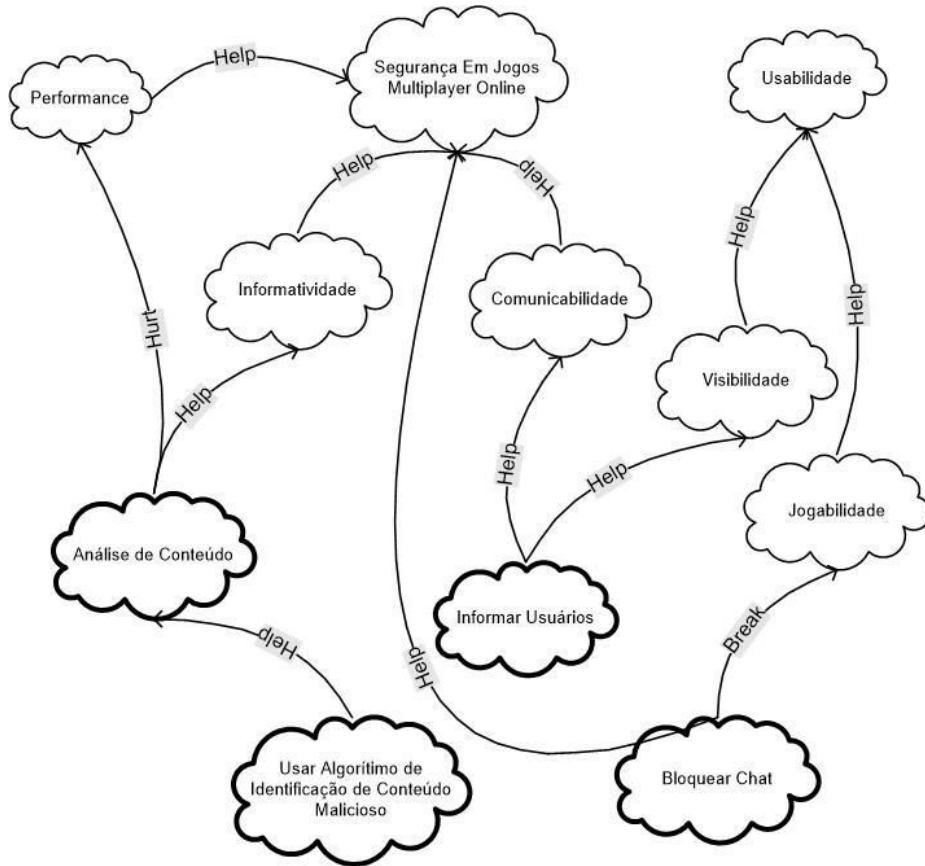 Help
Segurança Em Jogos
Multiplayer Online
Usabilidade
Performance
Help
Help
Help
Informatividade
Comunicabilidade
Help
Hurt
Visibilidade
Help
Help
Help
Jogabilidade
Análise de Conteúdo
Informar Usuários
Break
Help
Help
Usar Algorítimo de
Identificação de Conteúdo
Malicioso
Bloquear Chat